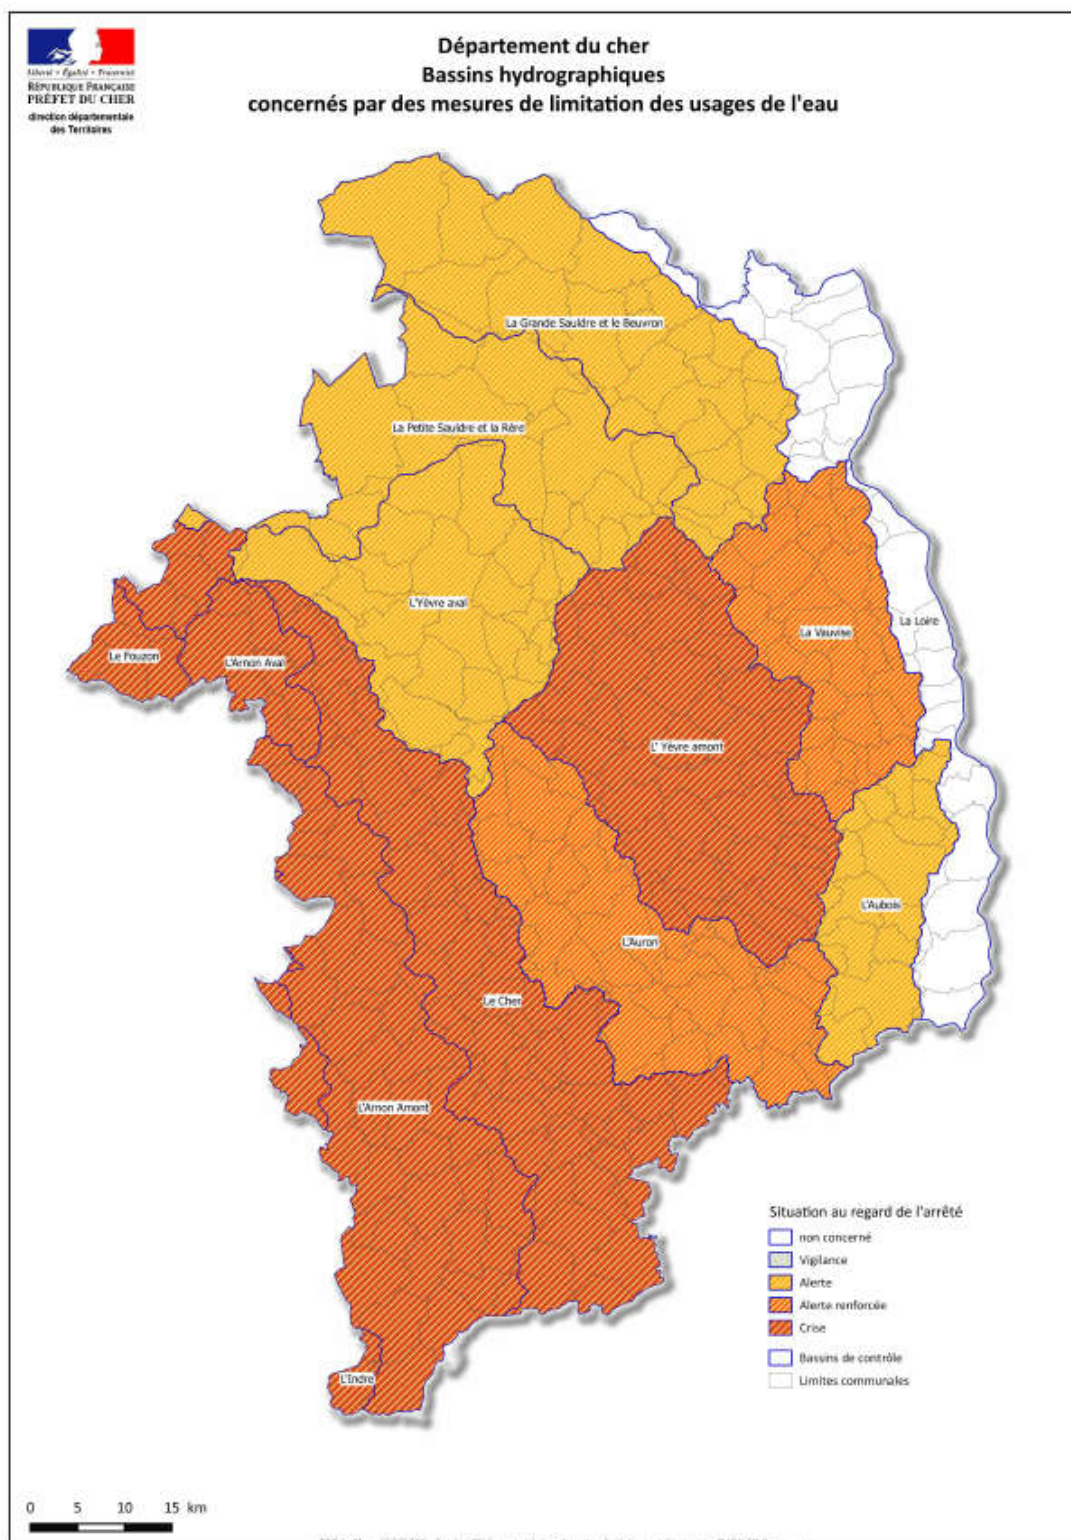 Liberté • Égalité • Fraternité
RÉPUBLIQUE FRANÇAISE
PRÉFET DU CHER
direction départementale
des Territoires
Département du cher
Bassins hydrographiques
concernés par des mesures de limitation des usages de l'eau
La Grande Sauldre et le Beuvron
La Petite Sauldre et la Rère
L'Yèvre aval
La Loire
La Vauvise
Le Fouzon
L'Arnon Aval
L' Yèvre amont
L'Aubois
L'Auron
Le Cher
L'Arnon Amont
L'Indre
Situation au regard de l'arrêté
non concerné
Vigilance
Alerte
Alerte renforcée
Crise
Bassins de contrôle
Limites communales
0 5 10 15 km